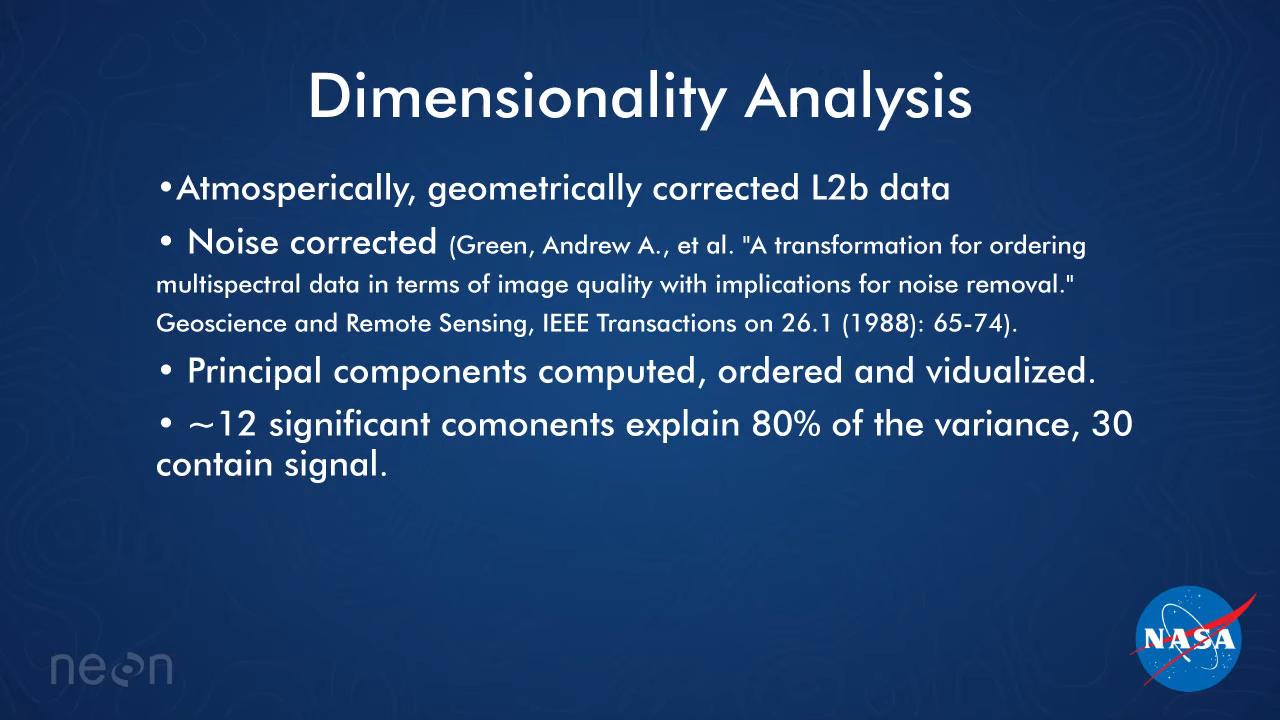 Dimensionality Analysis
•Atmosperically, geometrically corrected L2b data
• Noise corrected (Green, Andrew A., et al. "A transformation for ordering
multispectral data in terms of image quality with implications for noise removal."
Geoscience and Remote Sensing, IEEE Transactions on 26.1 (1988): 65-74).
• Principal components computed, ordered and vidualized.
• ~12 significant comonents explain 80% of the variance, 30
contain signal.
neon
NASA